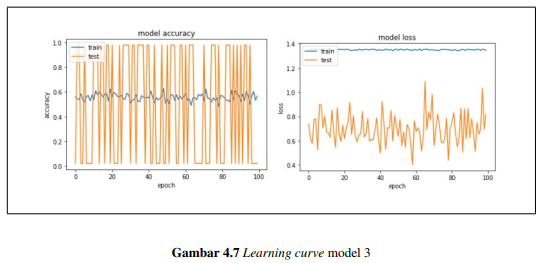 model accuracy
train
test
1.0
0.8
0.6
0.4
0.2
0.0
accuracy
0 20 40 60 80 100
epoch
model loss
train
test
1.4
1.2
1.0
0.8
0.6
0.4
loss
0 20 40 60 80 100
epoch
Gambar 4.7 Learning curve model 3